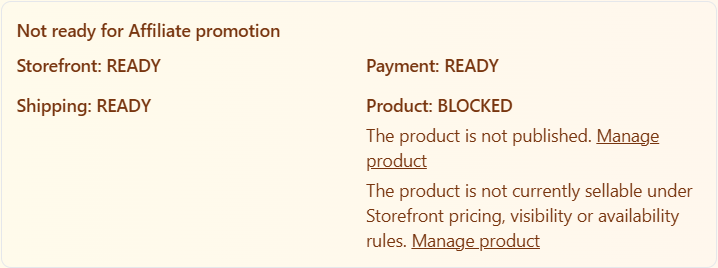 Not ready for Affiliate promotion
Storefront: READY
Payment: READY
Shipping: READY
Product: BLOCKED
The product is not published. Manage
product
The product is not currently sellable under
Storefront pricing, visibility or availability
rules. Manage product